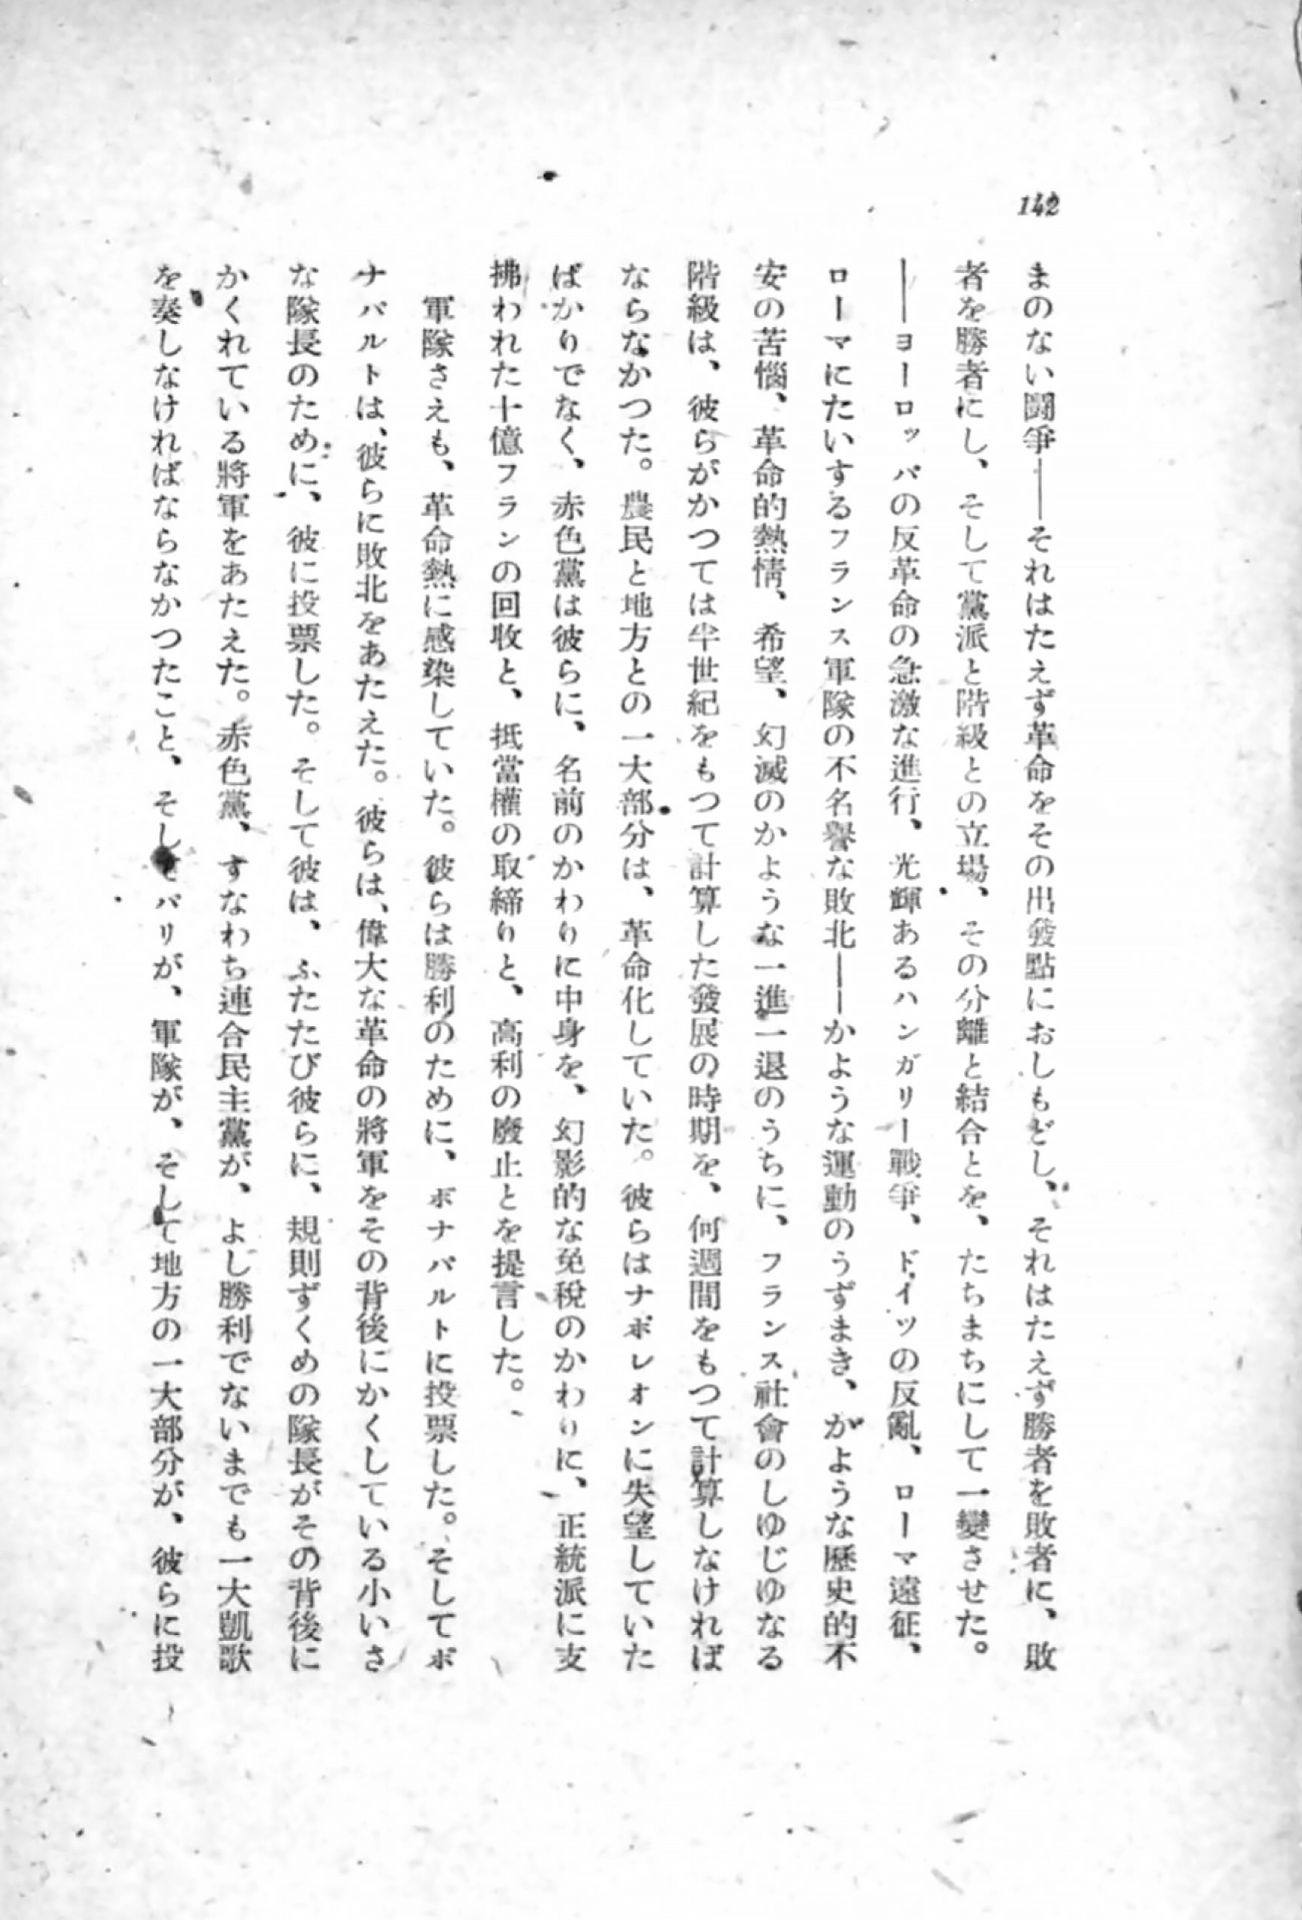 142
まのない闘爭――それはたえず革命をその出發點におしもどし、それはたえず勝者を敗者に、敗
者を勝者にし、そして黨派と階級との立場、その分離と結合とを、たちまちにして一變させた。
――ヨーロッパの反革命の急激な進行、光輝あるハンガリー戰爭、ドイツの反亂、ローマ遠征、
ローマにたいするフランス軍隊の不名譽な敗北――かような運動のうずまき、かような歷史的不
安の苦惱、革命的熱情、希望、幻滅のかような一進一退のうちに、フランス社會のしゆじゆなる
階級は、彼らがかつては半世紀をもつて計算した發展の時期を、何週間をもつて計算しなければ
ならなかつた。農民と地方との一大部分は、革命化していた。彼らはナポレオンに失望していた
ばかりでなく、赤色黨は彼らに、名前のかわりに中身を、幻影的な免稅のかわりに、正統派に支
拂われた十億フランの回收と、抵當權の取締りと、高利の廢止とを提言した。
軍隊さえも、革命熱に感染していた。彼らは勝利のために、ボナパルトに投票した。そしてボ
ナパルトは、彼らに敗北をあたえた。彼らは、偉大な革命の將軍をその背後にかくしている小いさ
な隊長のために、彼に投票した。そして彼は、ふたたび彼らに、規則ずくめの隊長がその背後に
かくれている將軍をあたえた。赤色黨、すなわち連合民主黨が、よし勝利でないまでも一大凱歌
を奏しなければならなかつたこと、そしてパリが、軍隊が、そして地方の一大部分が、彼らに投